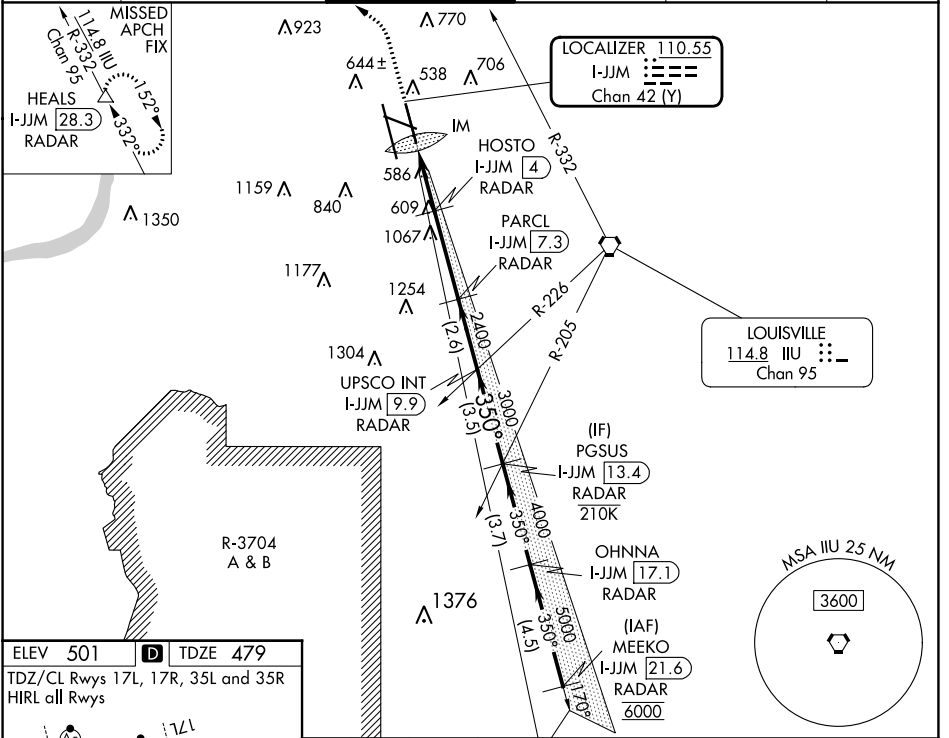 MISSED
APCH
FIX
114.8 IIU
R-332
Chan 95
HEALS
I-JJM 28.3
RADAR
152°
332°
923
770
644±
538
706
LOCALIZER 110.55
I-JJM
Chan 42 (Y)
IM
HOSTO
I-JJM 4
RADAR
R-332
586
1159
840
609
1350
1067
PARCL
I-JJM 7.3
RADAR
1177
1254
R-226
R-205
2400
(2.6)
LOUISVILLE
114.8 IIU
Chan 95
1304
UPSCO INT
I-JJM 9.9
RADAR
3000
350°
(3.5)
(IF)
PGSUS
I-JJM 13.4
RADAR
210K
4000
350°
(3.7)
R-3704
A & B
OHNNA
I-JJM 17.1
RADAR
MSA IIU 25 NM
3600
1376
5000
350°
(4.5)
(IAF)
MEEKO
I-JJM 21.6
RADAR
6000
170°
ELEV 501 D TDZE 479
TDZ/CL Rwys 17L, 17R, 35L and 35R
HIRL all Rwys
17L